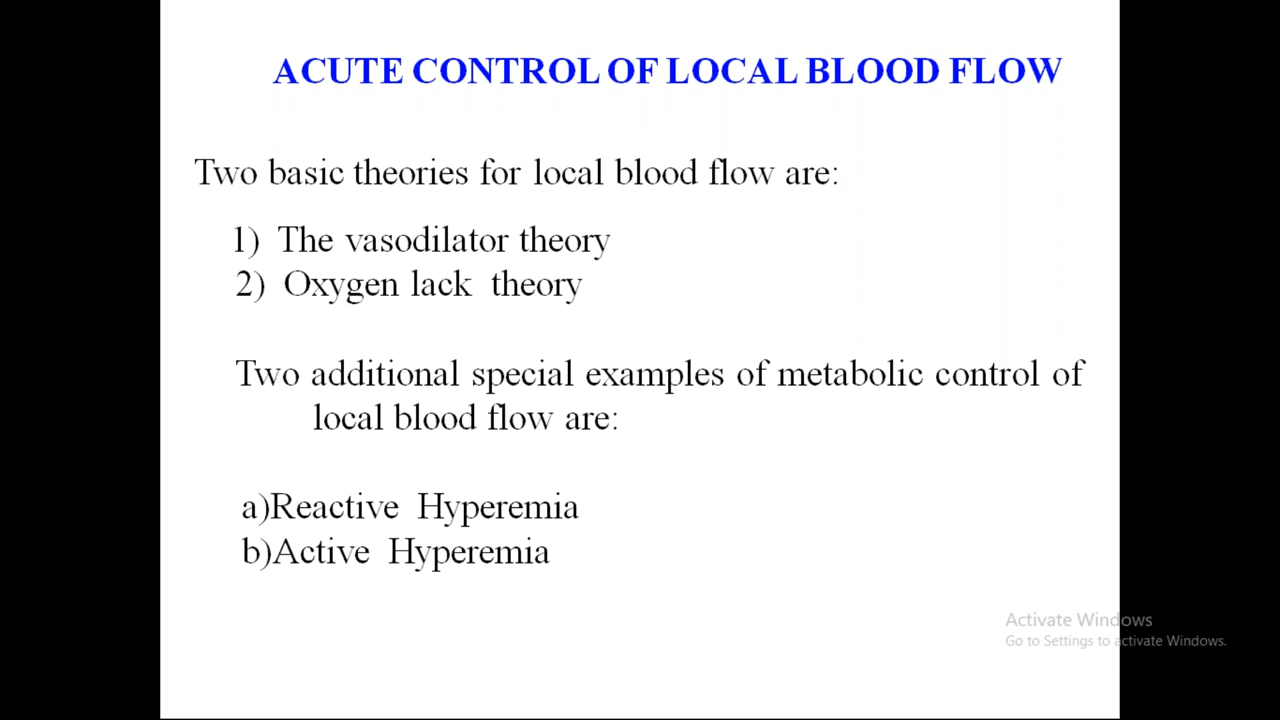 ACUTE CONTROL OF LOCAL BLOOD FLOW
Two basic theories for local blood flow are:
1) The vasodilator theory
2) Oxygen lack theory
Two additional special examples of metabolic control of
local blood flow are:
a)Reactive Hyperemia
b)Active Hyperemia
Activate Windows
Go to Settings to activate Windows.